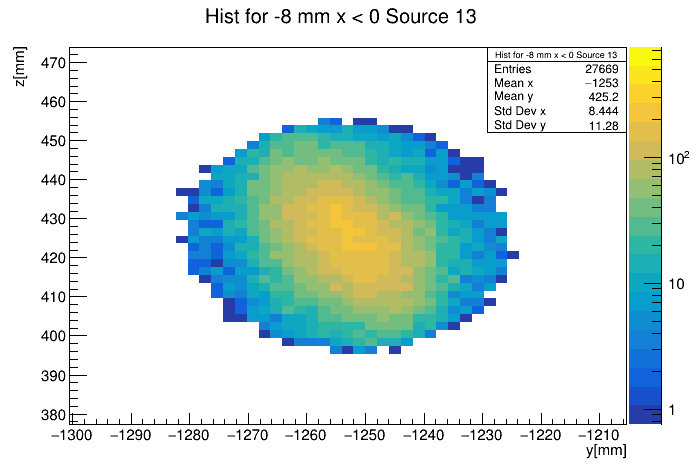 Hist for -8 mm x < 0 Source 13
z[mm]
Hist for -8 mm x < 0 Source 13
Entries 27669
Mean x −1253
Mean y 425.2
Std Dev x 8.444
Std Dev y 11.28
470
460
450
440
430
420
410
400
390
380
10²
10
1
−1300 −1290 −1280 −1270 −1260 −1250 −1240 −1230 −1220 −1210
y[mm]